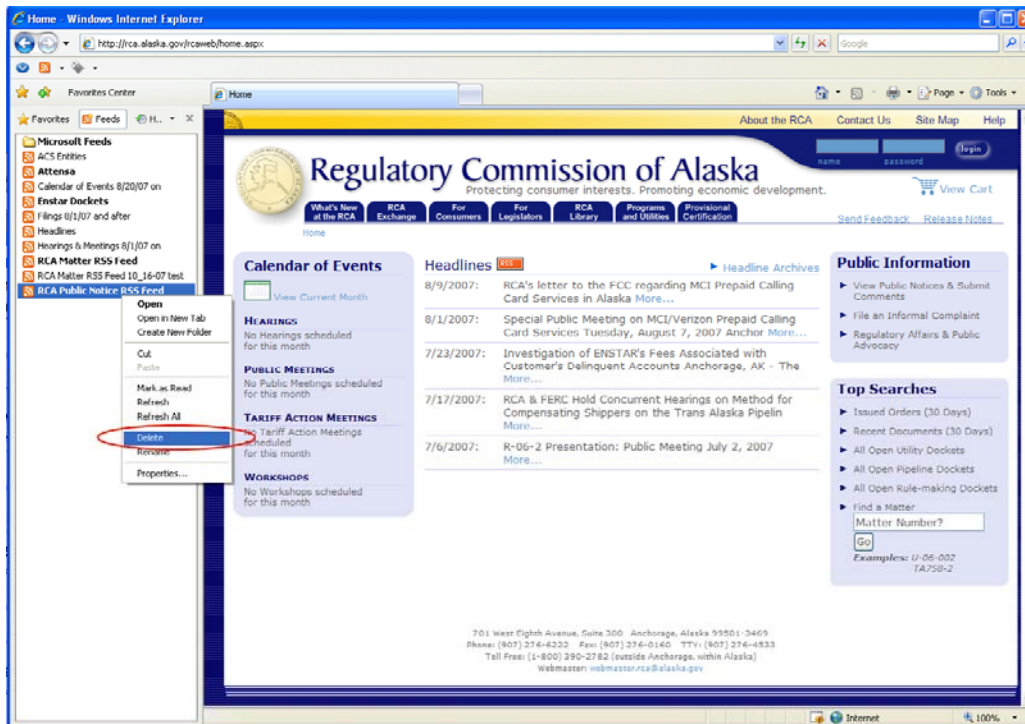 Home - Windows Internet Explorer
http://rca.alaska.gov/rcaweb/home.aspx
Google
Favorites Center
Home
Page
Tools
Favorites
Feeds
H..
Microsoft Feeds
ACS Entities
Attensa
Calendar of Events 8/20/07 on
Enstar Dockets
Filings 8/1/07 and after
Headlines
Hearings & Meetings 8/1/07 on
RCA Matter RSS Feed
RCA Matter RSS Feed 10_16-07 test
RCA Public Notice RSS Feed
Open
Open in New Tab
Create New Folder
Cut
Paste
Mark as Read
Refresh
Refresh All
Delete
Rename
Properties...
About the RCA
Contact Us
Site Map
Help
name
password
login
Regulatory Commission of Alaska
Protecting consumer interests. Promoting economic development.
View Cart
What's New at the RCA
RCA Exchange
For Consumers
For Legislators
RCA Library
Programs and Utilities
Provisional Certification
Send Feedback
Release Notes
Home
Calendar of Events
View Current Month
HEARINGS
No Hearings scheduled
for this month
PUBLIC MEETINGS
No Public Meetings scheduled
for this month
TARIFF ACTION MEETINGS
No Tariff Action Meetings
scheduled
for this month
WORKSHOPS
No Workshops scheduled
for this month
Headlines
RSS
Headline Archives
8/9/2007: RCA's letter to the FCC regarding MCI Prepaid Calling
Card Services in Alaska More...
8/1/2007: Special Public Meeting on MCI/Verizon Prepaid Calling
Card Services Tuesday, August 7, 2007 Anchor More...
7/23/2007: Investigation of ENSTAR's Fees Associated with
Customer's Delinquent Accounts Anchorage, AK - The
More...
7/17/2007: RCA & FERC Hold Concurrent Hearings on Method for
Compensating Shippers on the Trans Alaska Pipelin
More...
7/6/2007: R-06-2 Presentation: Public Meeting July 2, 2007
More...
Public Information
View Public Notices & Submit
Comments
File an Informal Complaint
Regulatory Affairs & Public
Advocacy
Top Searches
Issued Orders (30 Days)
Recent Documents (30 Days)
All Open Utility Dockets
All Open Pipeline Dockets
All Open Rule-making Dockets
Find a Matter
Matter Number?
Go
Examples: U-06-002
TA758-2
701 West Eighth Avenue, Suite 300 Anchorage, Alaska 99501-3469
Phone: (907) 276-6222 Fax: (907) 276-0160 TTY: (907) 276-4533
Toll Free: (1-800) 390-2782 (outside Anchorage, within Alaska)
Webmaster: webmaster.rca@alaska.gov
Internet
100%